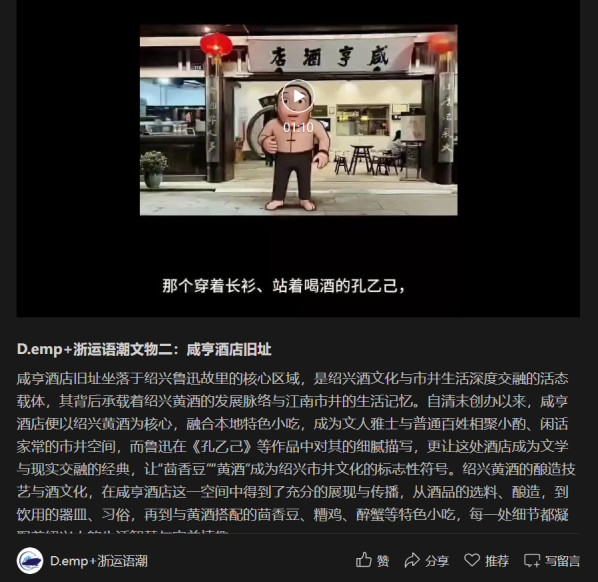 咸亨酒店
01:10
那个穿着长衫、站着喝酒的孔乙己，
D.emp+浙运语潮文物二：咸亨酒店旧址
咸亨酒店旧址坐落于绍兴鲁迅故里的核心区域，是绍兴酒文化与市井生活深度交融的活态
载体，其背后承载着绍兴黄酒的发展脉络与江南市井的生活记忆。自清末创办以来，咸亨
酒店便以绍兴黄酒为核心，融合本地特色小吃，成为文人雅士与普通百姓相聚小酌、闲话
家常的市井空间，而鲁迅在《孔乙己》等作品中对其的细腻描写，更让这处酒店成为文学
与现实交融的经典，让“茴香豆”“黄酒”成为绍兴市井文化的标志性符号。绍兴黄酒的酿造技
艺与酒文化，在咸亨酒店这一空间中得到了充分的展现与传播，从酒品的选料、酿造，到
饮用的器皿、习俗，再到与黄酒搭配的茴香豆、糟鸡、醉蟹等特色小吃，每一处细节都凝
D.emp+浙运语潮
赞
分享
推荐
写留言